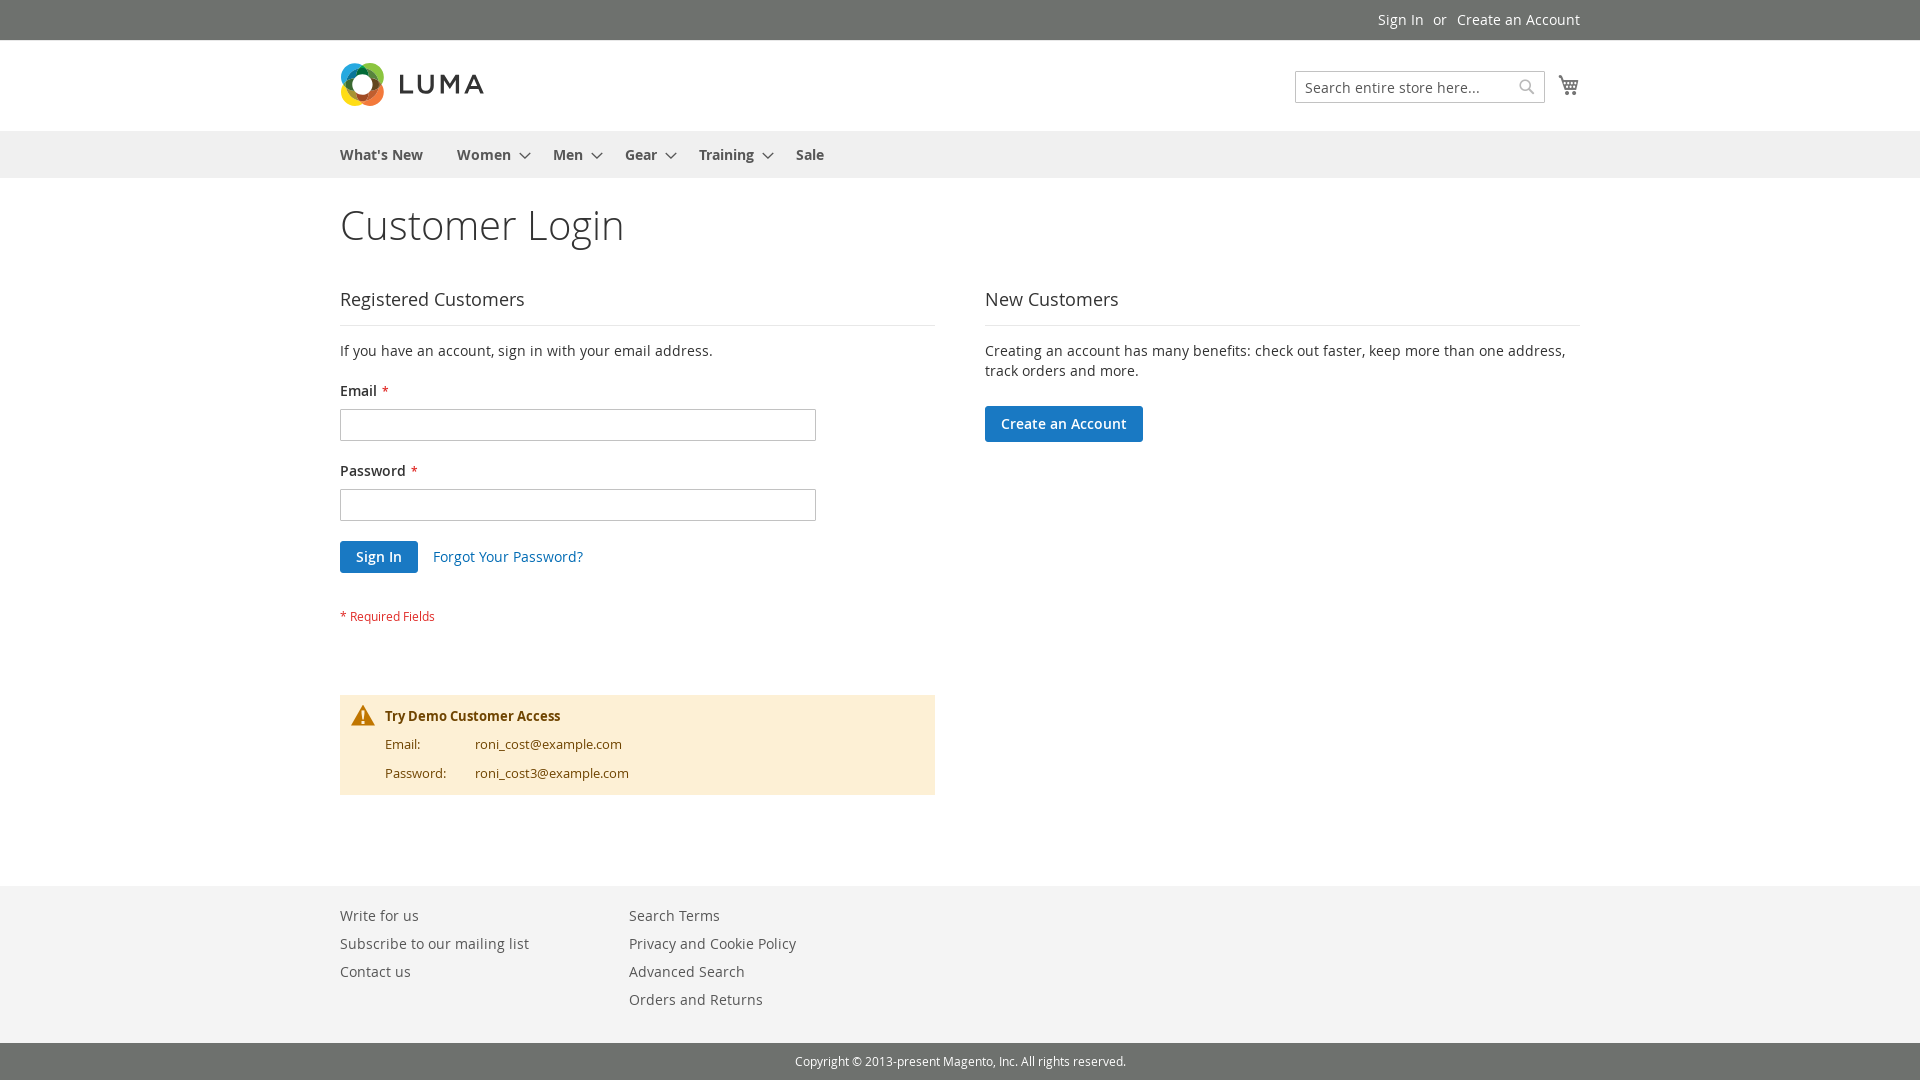 Sign In or Create an Account
LUMA
Search entire store here...
What's New Women Men Gear Training Sale
Customer Login
Registered Customers
If you have an account, sign in with your email address.
Email *
Password *
Sign In Forgot Your Password?
* Required Fields
New Customers
Creating an account has many benefits: check out faster, keep more than one address,
track orders and more.
Create an Account
Try Demo Customer Access
Email: roni_cost@example.com
Password: roni_cost3@example.com
Write for us
Subscribe to our mailing list
Contact us
Search Terms
Privacy and Cookie Policy
Advanced Search
Orders and Returns
Copyright © 2013-present Magento, Inc. All rights reserved.